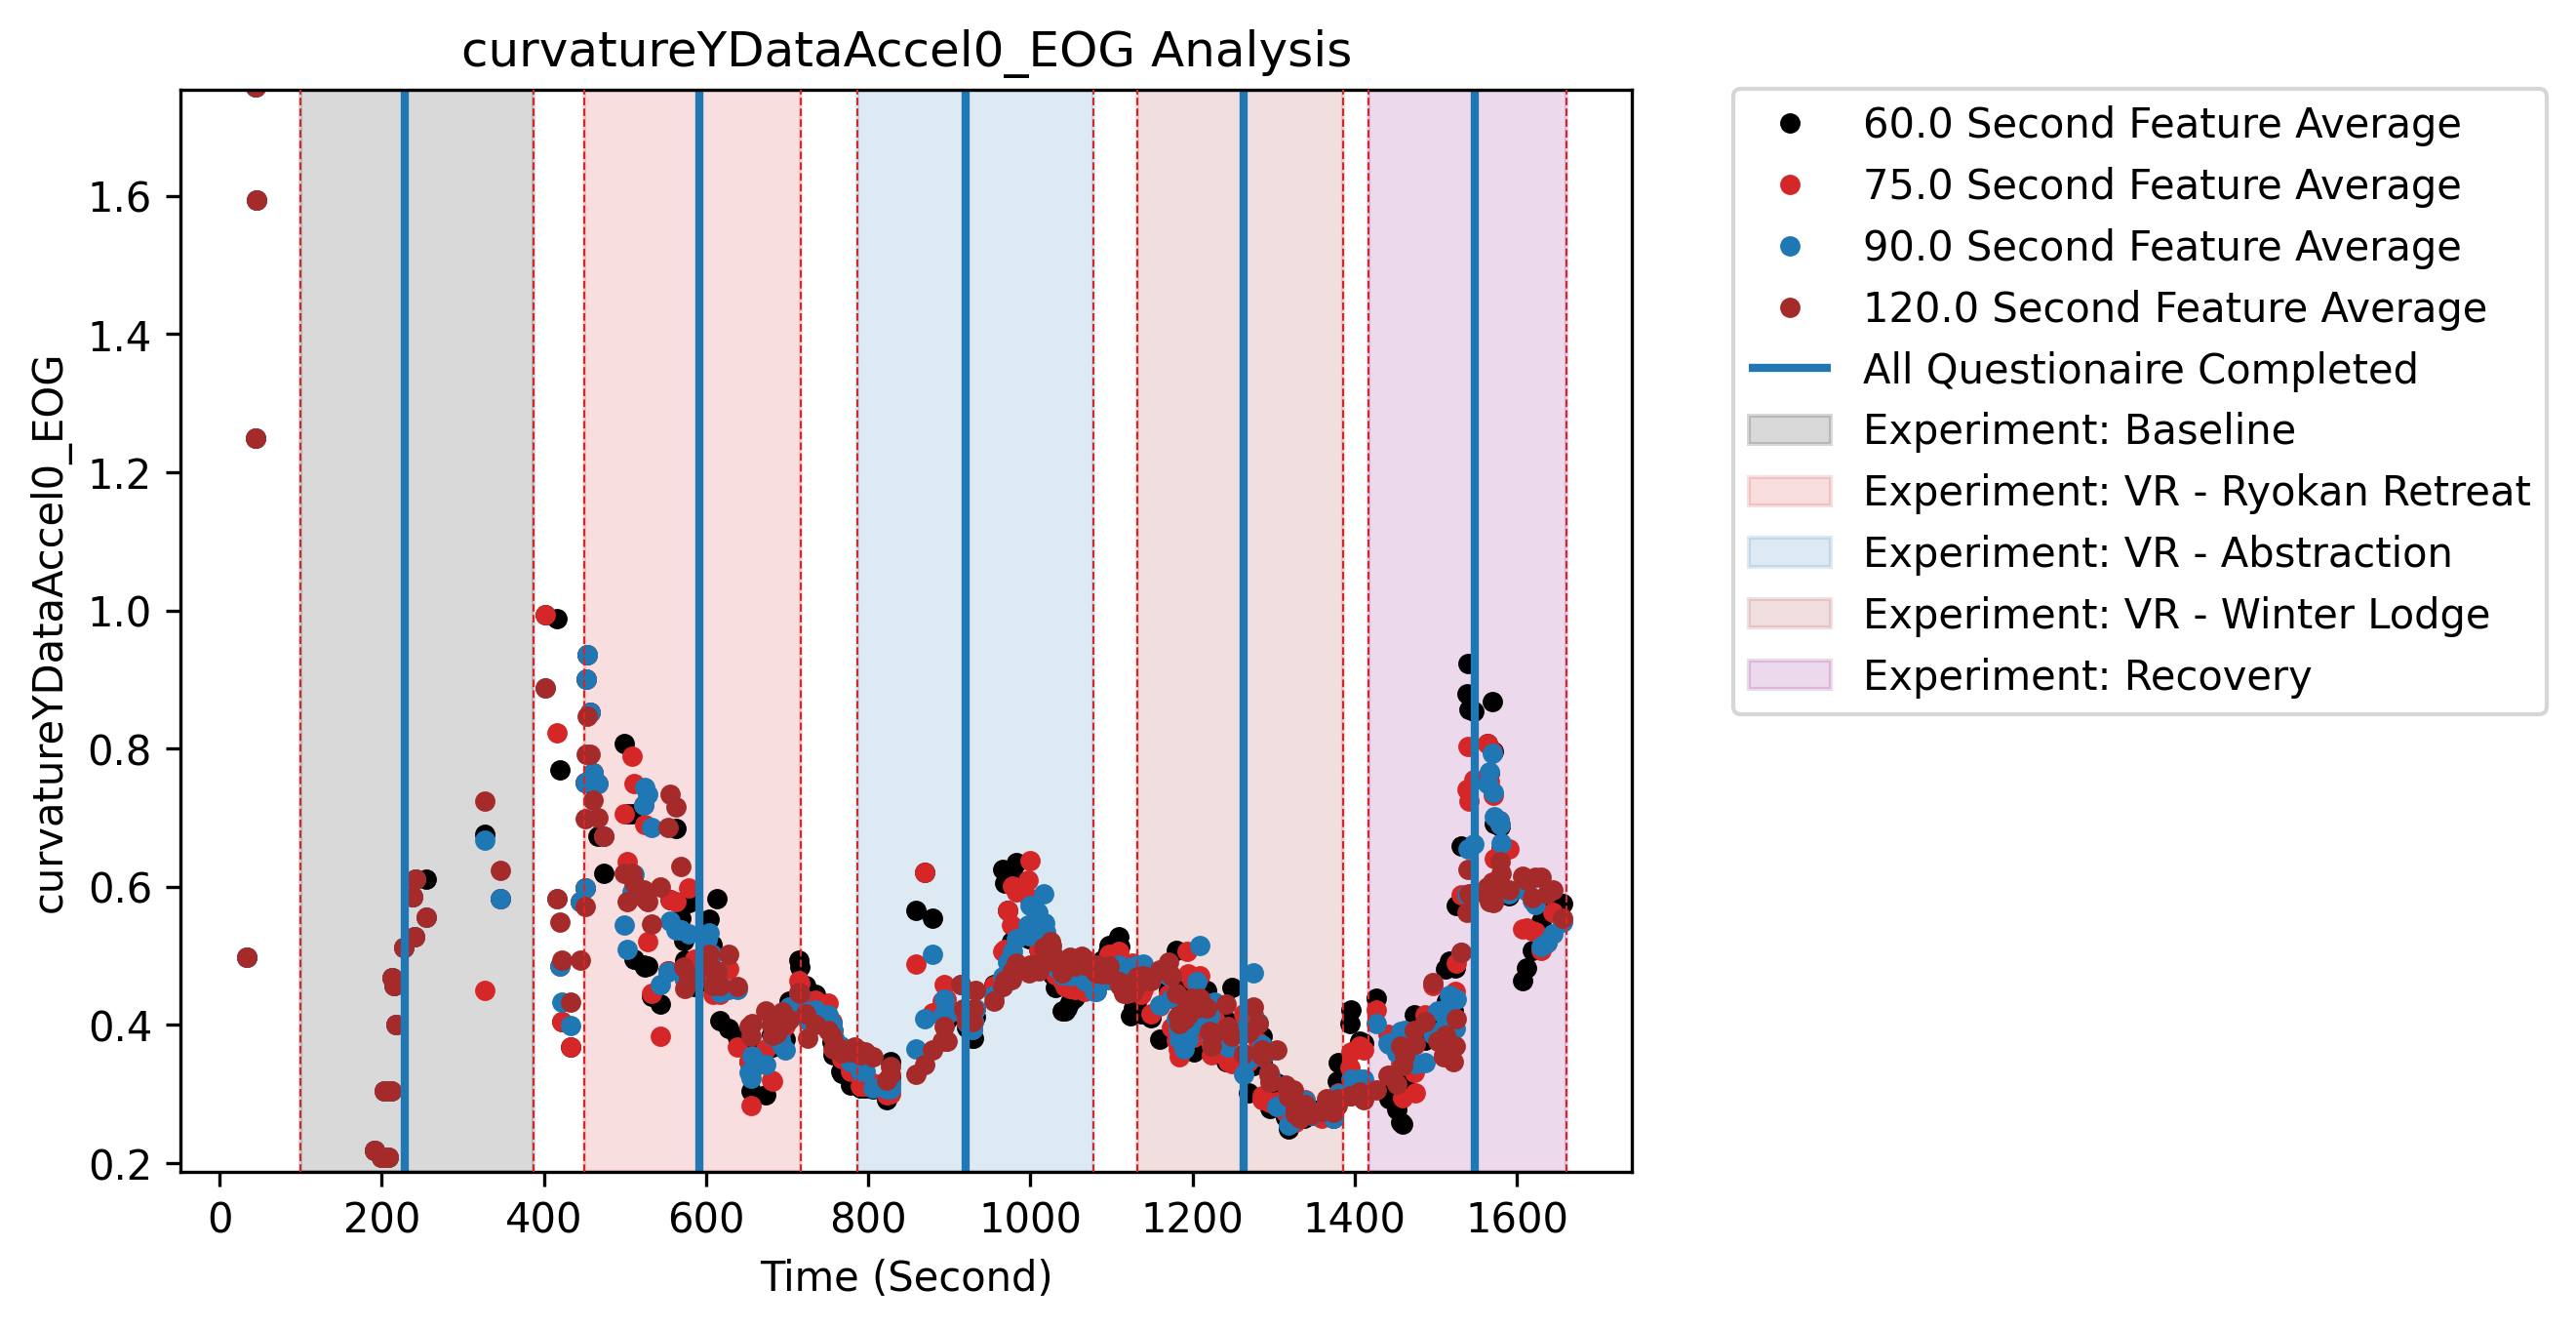 curvatureYDataAccel0_EOG Analysis
curvatureYDataAccel0_EOG
1.6
1.4
1.2
1.0
0.8
0.6
0.4
0.2
0 200 400 600 800 1000 1200 1400 1600
Time (Second)
60.0 Second Feature Average
75.0 Second Feature Average
90.0 Second Feature Average
120.0 Second Feature Average
All Questionaire Completed
Experiment: Baseline
Experiment: VR - Ryokan Retreat
Experiment: VR - Abstraction
Experiment: VR - Winter Lodge
Experiment: Recovery